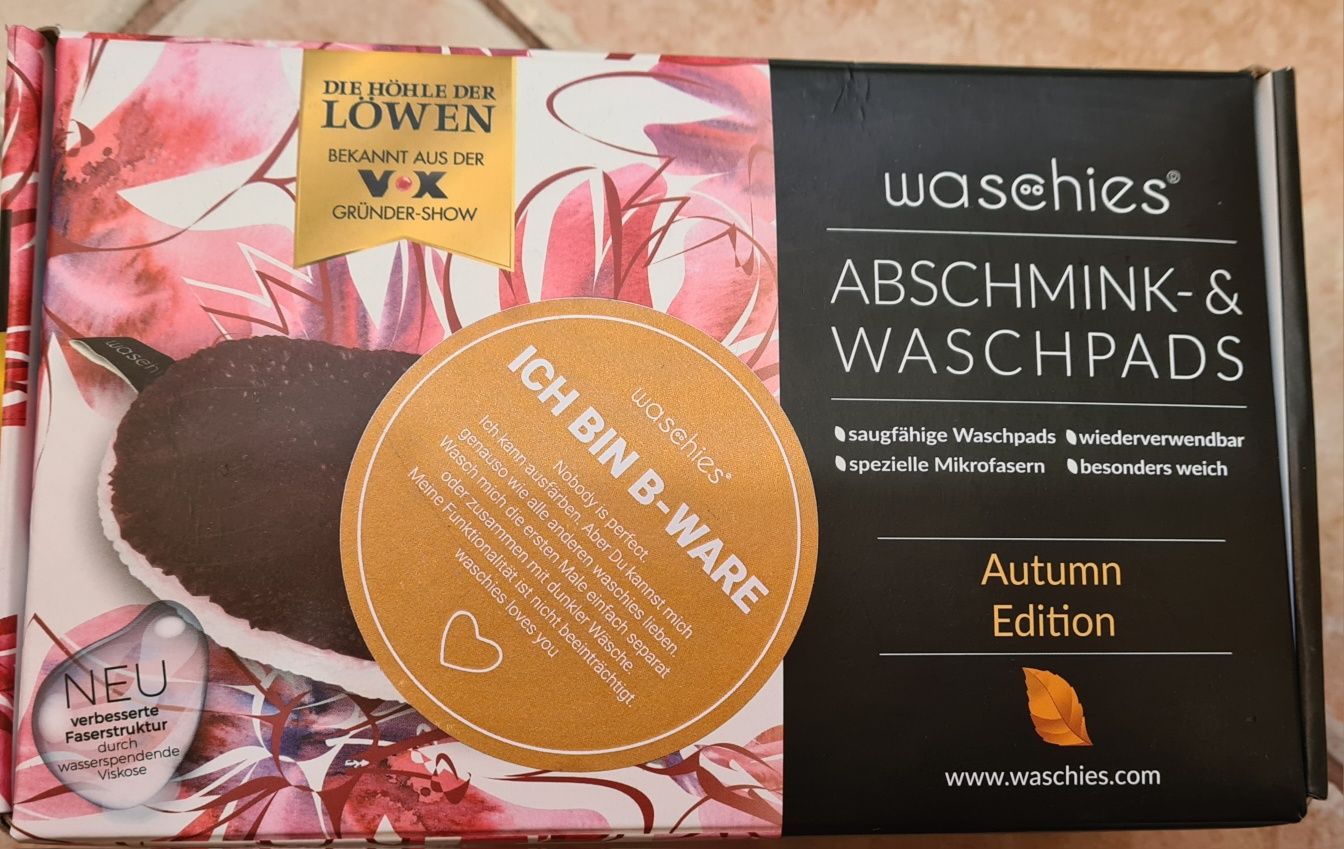 DIE HÖHLE DER
LÖWEN
BEKANNT AUS DER
VOX
GRÜNDER-SHOW
waschies®
ABSCHMINK- &
WASCHPADS
saugfähige Waschpads wiederverwendbar
spezielle Mikrofasern besonders weich
Autumn
Edition
www.waschies.com
waschies®
ICH BIN B-WARE
Nobody is perfect.
Ich kann ausfärben. Aber Du kannst mich
genauso wie alle anderen waschies lieben.
Wasch mich die ersten Male einfach separat
oder zusammen mit dunkler Wäsche.
Meine Funktionalität ist nicht beeinträchtigt.
waschies loves you
NEU
verbesserte
Faserstruktur
durch
wasserspendende
Viskose